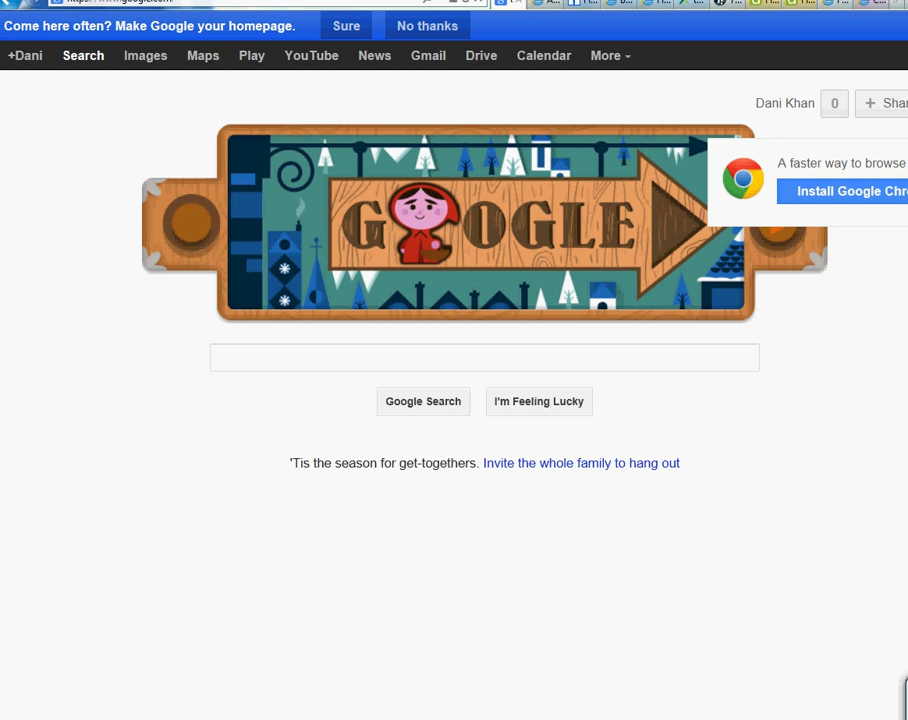 Come here often? Make Google your homepage. Sure No thanks
+Dani Search Images Maps Play YouTube News Gmail Drive Calendar More
Dani Khan 0 + Shar
A faster way to browse
Install Google Chr
GOOGLE
Google Search I'm Feeling Lucky
'Tis the season for get-togethers. Invite the whole family to hang out